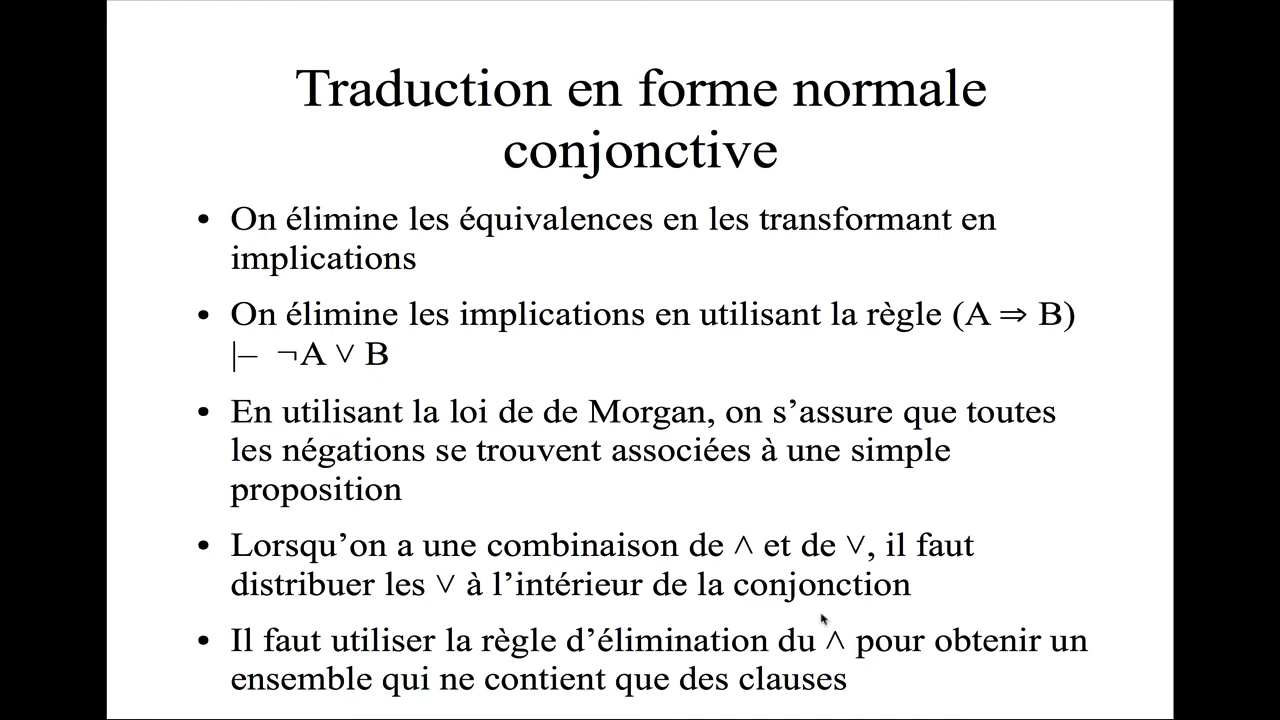 Traduction en forme normale
conjonctive
• On élimine les équivalences en les transformant en
implications
• On élimine les implications en utilisant la règle (A ⇒ B)
|– ¬A ∨ B
• En utilisant la loi de de Morgan, on s’assure que toutes
les négations se trouvent associées à une simple
proposition
• Lorsqu’on a une combinaison de ∧ et de ∨, il faut
distribuer les ∨ à l’intérieur de la conjonction
• Il faut utiliser la règle d’élimination du ∧ pour obtenir un
ensemble qui ne contient que des clauses